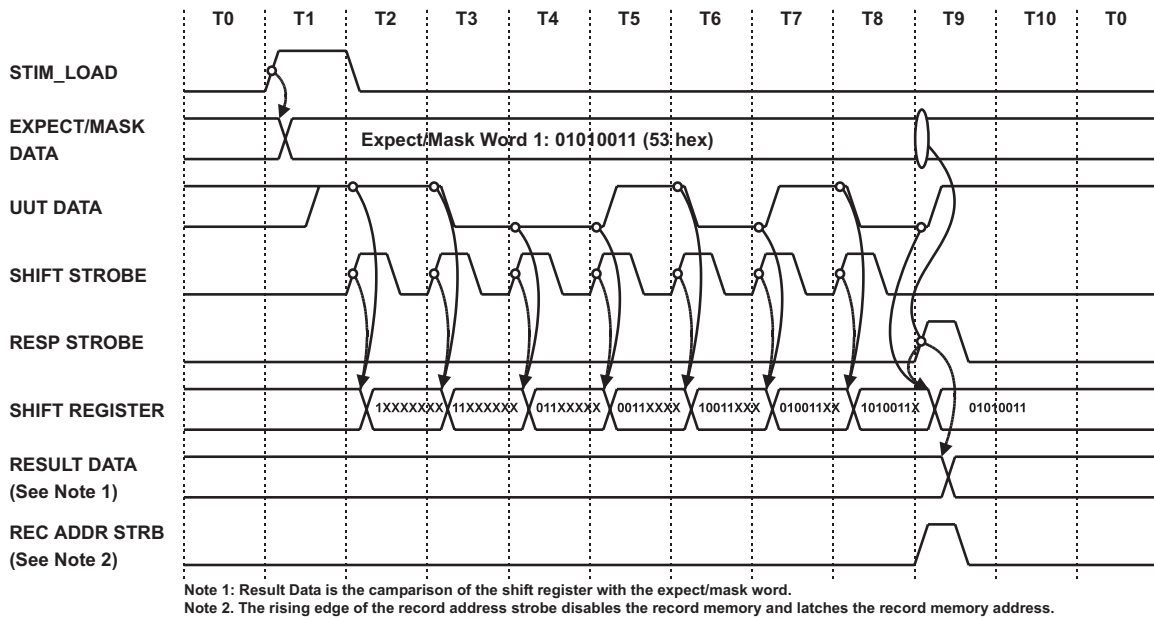 T0 T1 T2 T3 T4 T5 T6 T7 T8 T9 T10 T0
STIM_LOAD
EXPECT/MASK
DATA
Expect/Mask Word 1: 01010011 (53 hex)
UUT DATA
SHIFT STROBE
RESP STROBE
SHIFT REGISTER
1XXXXXXX 11XXXXXX 011XXXXX 0011XXXX 10011XXX 010011XX 1010011X 01010011
RESULT DATA
(See Note 1)
REC ADDR STRB
(See Note 2)
Note 1: Result Data is the camparison of the shift register with the expect/mask word.
Note 2. The rising edge of the record address strobe disables the record memory and latches the record memory address.